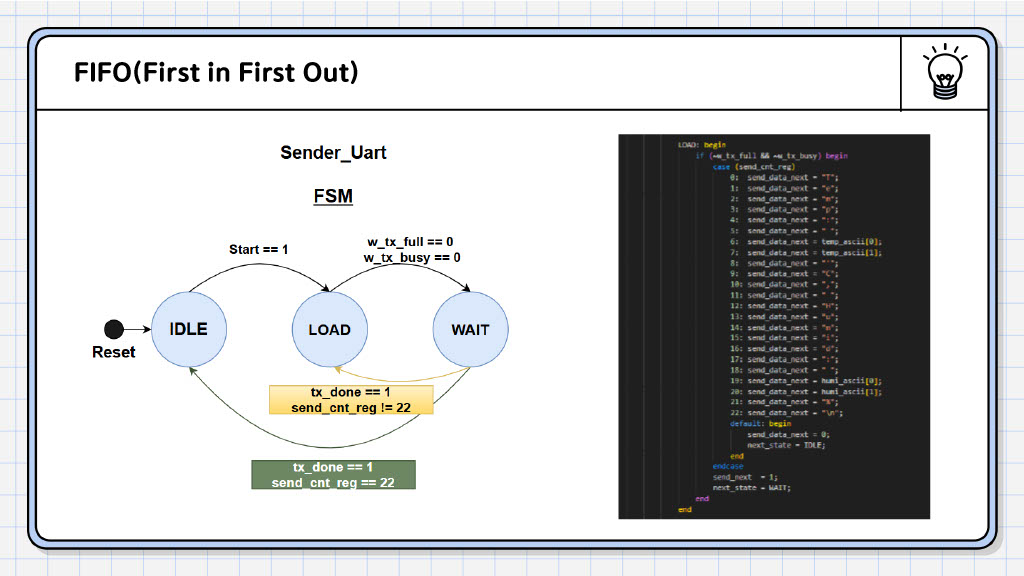 FIFO(First in First Out)
Sender_Uart
FSM
Start == 1
w_tx_full == 0
w_tx_busy == 0
IDLE
LOAD
WAIT
Reset
tx_done == 1
send_cnt_reg != 22
tx_done == 1
send_cnt_reg == 22
LOAD: begin
if (~w_tx_full && ~w_tx_busy) begin
case (send_cnt_reg)
0: send_data_next = "T";
1: send_data_next = "e";
2: send_data_next = "m";
3: send_data_next = "p";
4: send_data_next = ":";
5: send_data_next = " ";
6: send_data_next = temp_ascii[0];
7: send_data_next = temp_ascii[1];
8: send_data_next = "'";
9: send_data_next = "C";
10: send_data_next = ",";
11: send_data_next = " ";
12: send_data_next = "H";
13: send_data_next = "u";
14: send_data_next = "m";
15: send_data_next = "i";
16: send_data_next = "d";
17: send_data_next = ":";
18: send_data_next = " ";
19: send_data_next = humi_ascii[0];
20: send_data_next = humi_ascii[1];
21: send_data_next = "%";
22: send_data_next = "\n";
default: begin
send_data_next = 0;
next_state = IDLE;
end
endcase
send_next = 1;
next_state = WAIT;
end
end